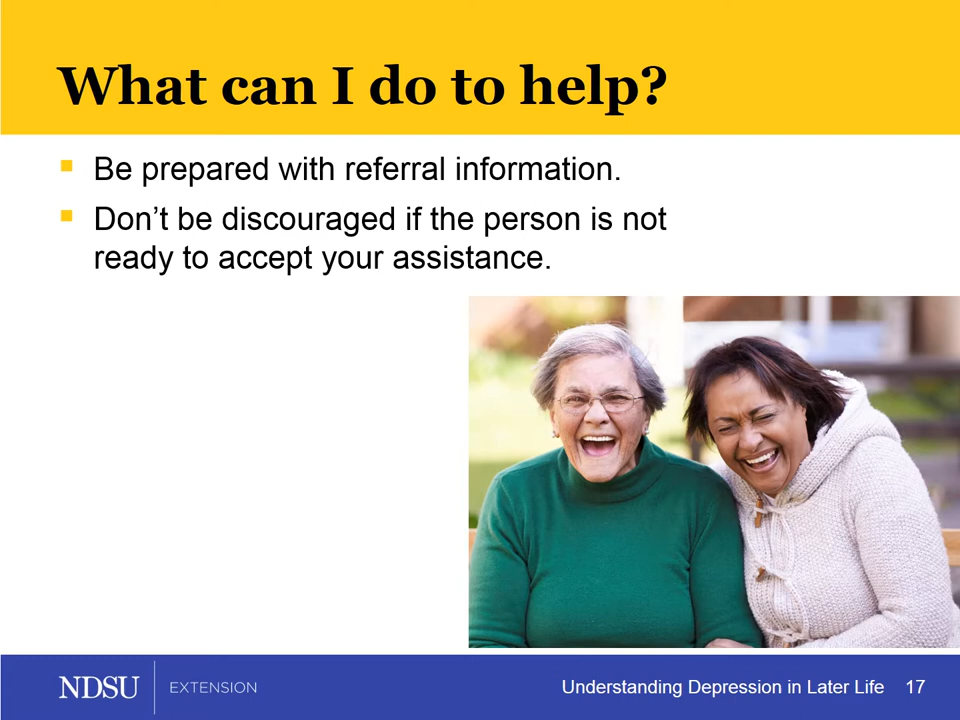 What can I do to help?
Be prepared with referral information.
Don’t be discouraged if the person is not
ready to accept your assistance.
NDSU EXTENSION
Understanding Depression in Later Life 17